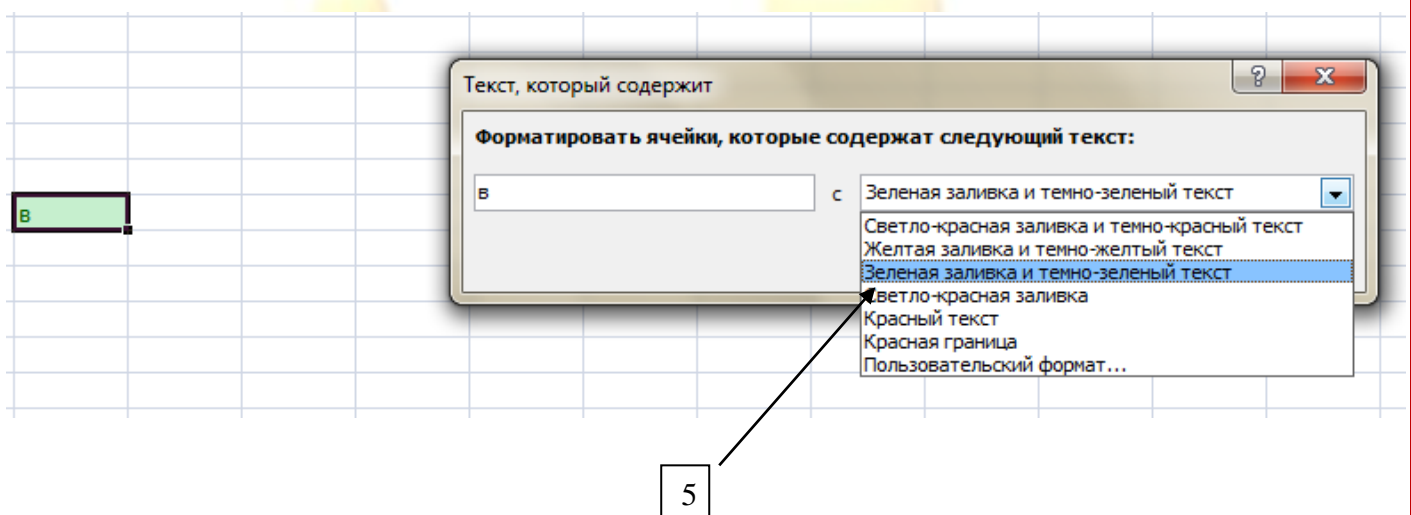 Текст, который содержит
Форматировать ячейки, которые содержат следующий текст:
в с Зеленая заливка и темно-зеленый текст
в
Светло-красная заливка и темно-красный текст
Желтая заливка и темно-желтый текст
Зеленая заливка и темно-зеленый текст
Светло-красная заливка
Красный текст
Красная граница
Пользовательский формат...
5